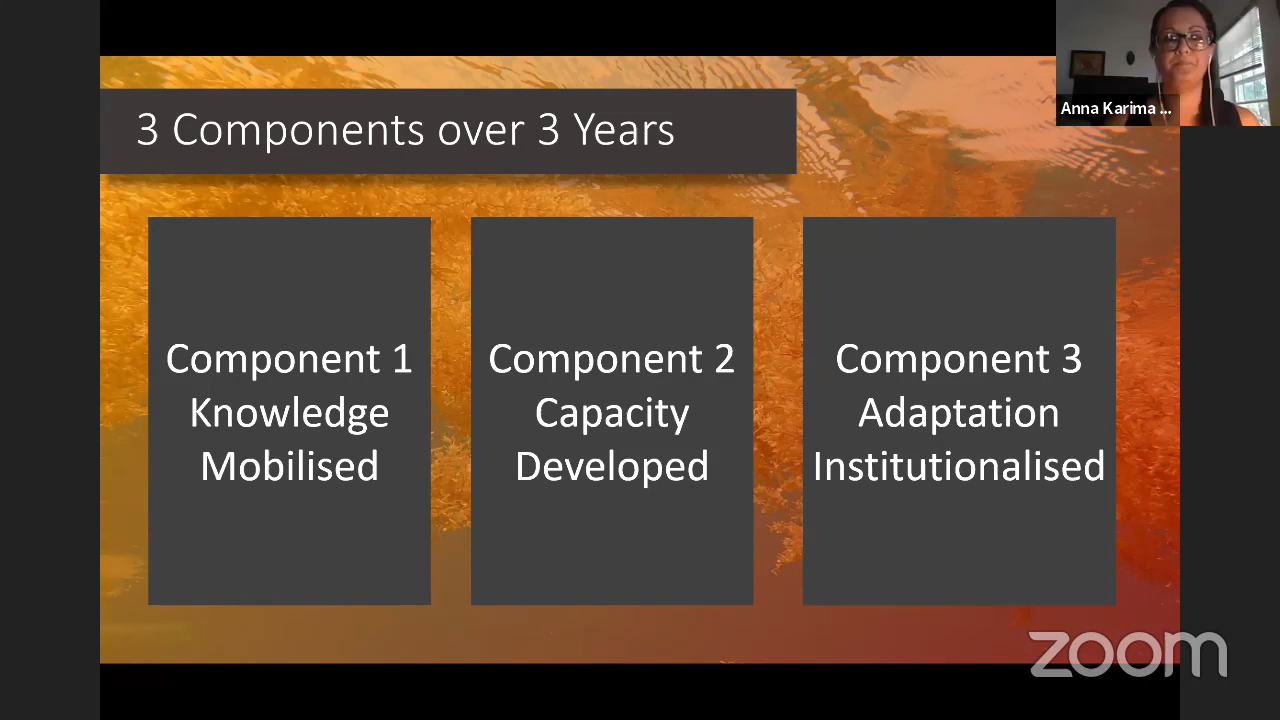 3 Components over 3 Years
Component 1
Knowledge
Mobilised
Component 2
Capacity
Developed
Component 3
Adaptation
Institutionalised
Anna Karima ...
zoom